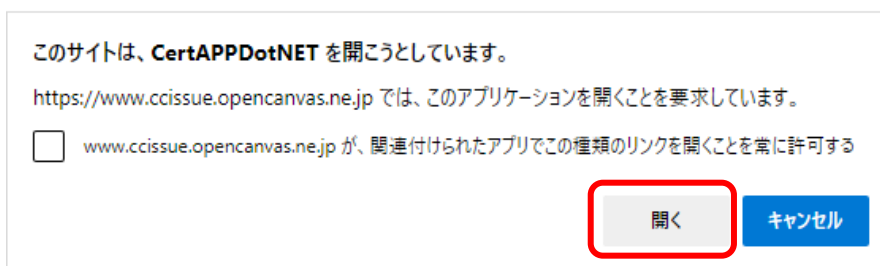 このサイトは、CertAPPDotNET を開こうとしています。
https://www.ccissue.opencanvas.ne.jp では、このアプリケーションを開くことを要求しています。
www.ccissue.opencanvas.ne.jp が、関連付けられたアプリでこの種類のリンクを開くことを常に許可する
開く
キャンセル